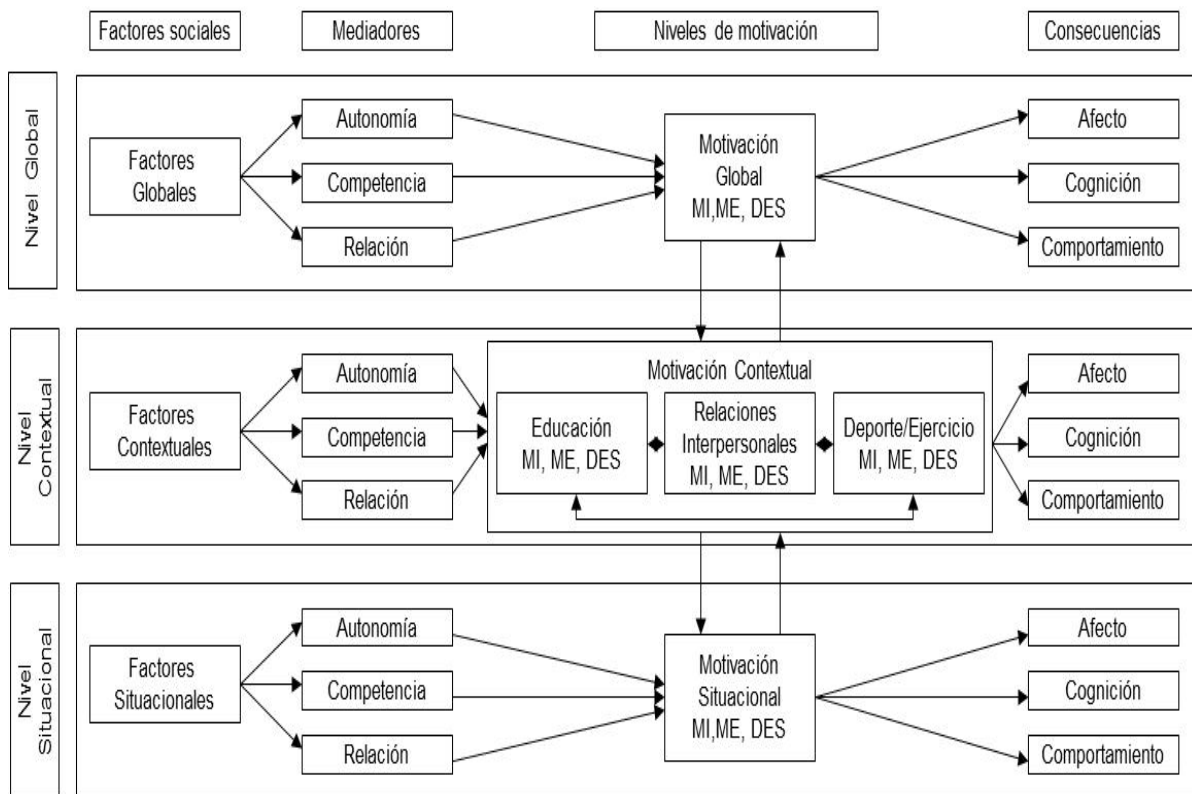 Factores sociales
Mediadores
Niveles de motivación
Consecuencias
Nivel Global
Factores
Globales
Autonomía
Competencia
Relación
Motivación
Global
MI,ME, DES
Afecto
Cognición
Comportamiento
Nivel
Contextual
Factores
Contextuales
Autonomía
Competencia
Relación
Motivación Contextual
Educación
MI, ME, DES
Relaciones
Interpersonales
MI, ME, DES
Deporte/Ejercicio
MI, ME, DES
Afecto
Cognición
Comportamiento
Nivel
Situacional
Factores
Situacionales
Autonomía
Competencia
Relación
Motivación
Situacional
MI,ME, DES
Afecto
Cognición
Comportamiento